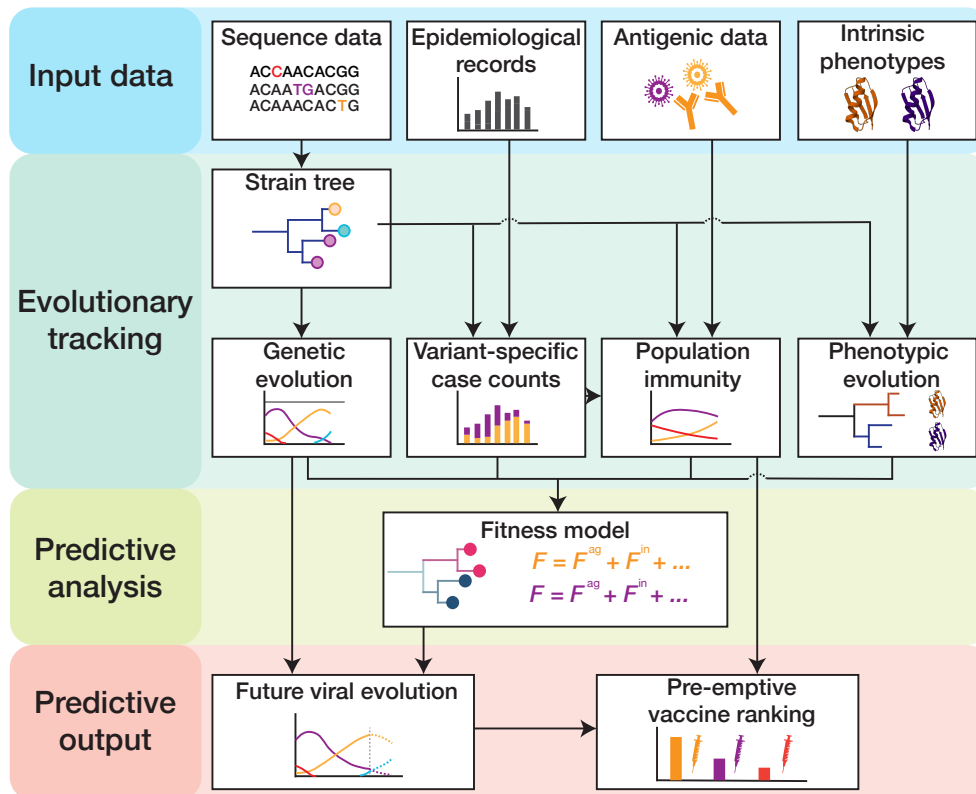 Input data
Sequence data
ACCAACACGG
ACAATGACGG
ACAAACACTG
Epidemiological
records
Antigenic data
Intrinsic
phenotypes
Evolutionary
tracking
Strain tree
Genetic
evolution
Variant-specific
case counts
Population
immunity
Phenotypic
evolution
Predictive
analysis
Fitness model
F = F^ag + F^in + ...
F = F^ag + F^in + ...
Predictive
output
Future viral evolution
Pre-emptive
vaccine ranking